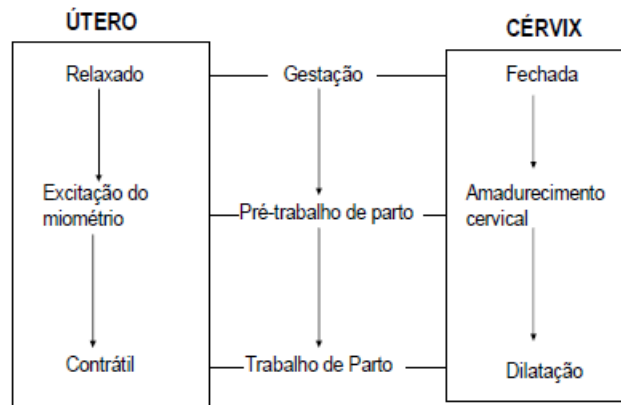 ÚTERO
CÉRVIX
Relaxado
Gestação
Fechada
Excitação do
miométrio
Pré-trabalho de parto
Amadurecimento
cervical
Contrátil
Trabalho de Parto
Dilatação